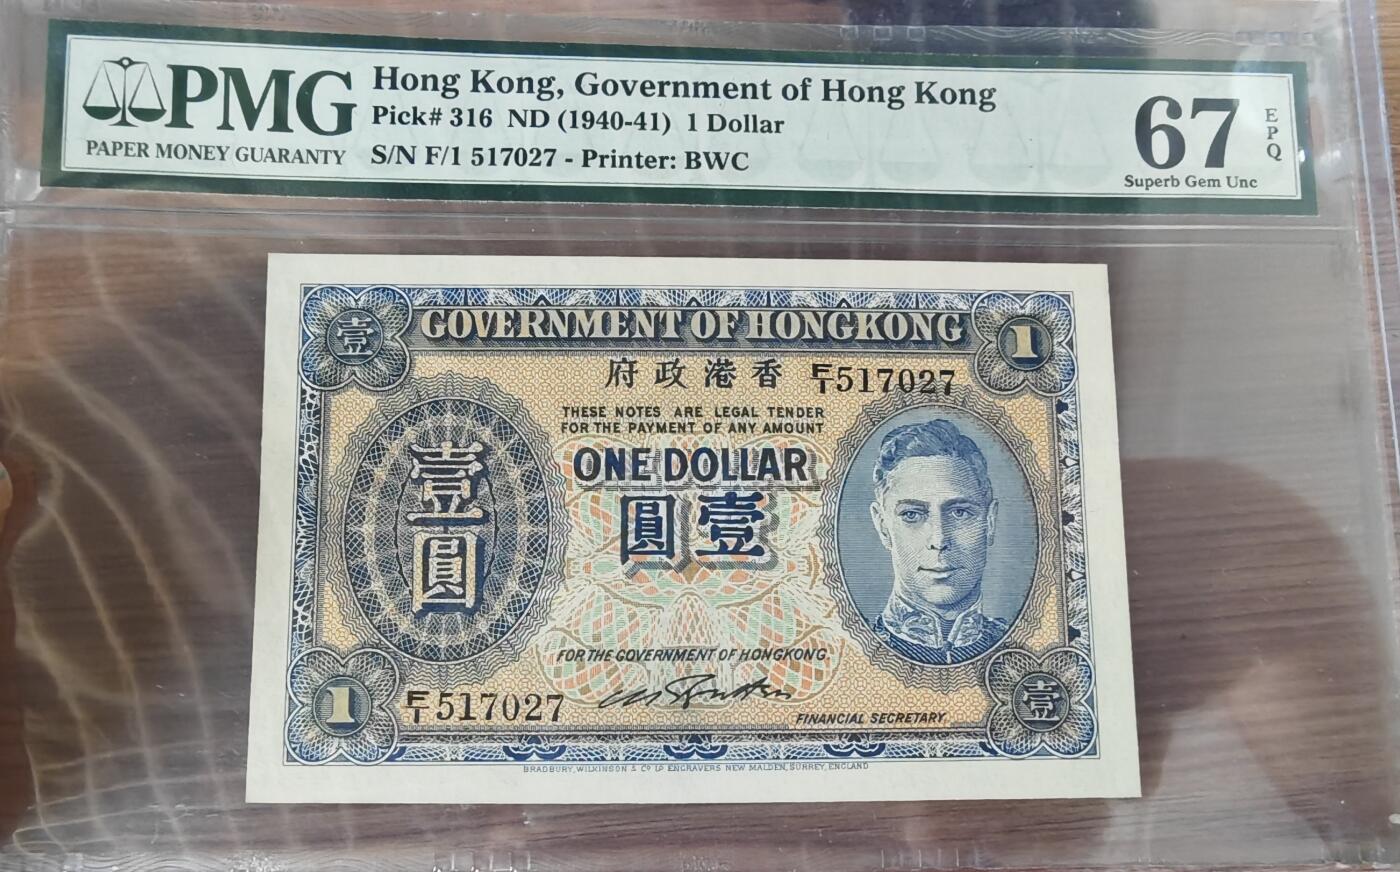 PMG
PAPER MONEY GUARANTY
Hong Kong, Government of Hong Kong
Pick# 316 ND (1940-41) 1 Dollar
S/N F/1 517027 - Printer: BWC
67
EPQ
Superb Gem Unc
壹
GOVERNMENT OF HONGKONG
1
府政港香
F/1 517027
THESE NOTES ARE LEGAL TENDER
FOR THE PAYMENT OF ANY AMOUNT
ONE DOLLAR
圓壹
壹圓
FOR THE GOVERNMENT OF HONGKONG
1
F/1 517027
FINANCIAL SECRETARY
壹
BRADBURY, WILKINSON & Co Ld ENGRAVERS NEW MALDEN, SURREY, ENGLAND